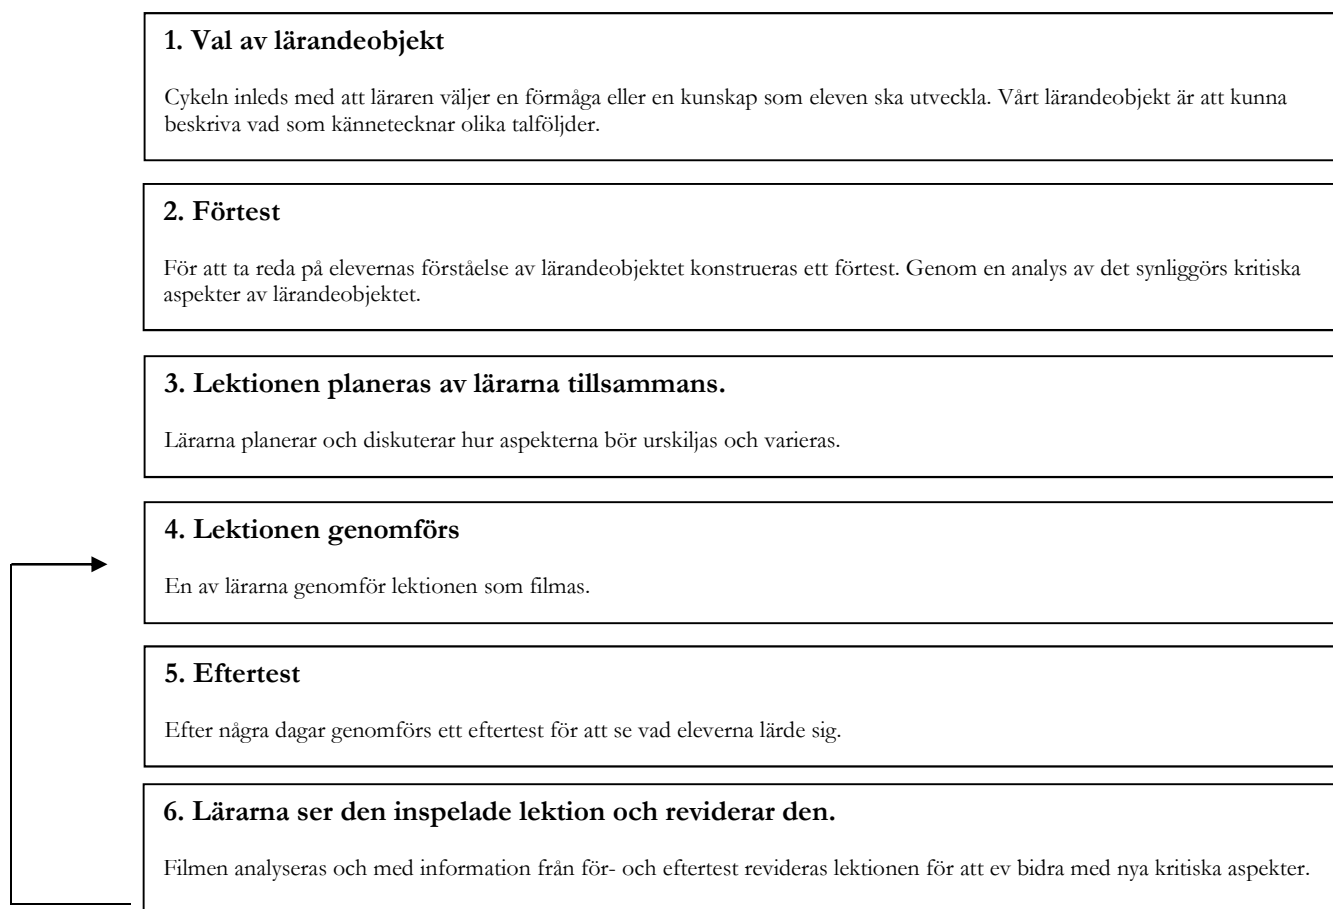 1. Val av lärandeobjekt
Cykeln inleds med att läraren väljer en förmåga eller en kunskap som eleven ska utveckla. Vårt lärandeobjekt är att kunna
beskriva vad som kännetecknar olika talföljder.
2. Förtest
För att ta reda på elevernas förståelse av lärandeobjektet konstrueras ett förtest. Genom en analys av det synliggörs kritiska
aspekter av lärandeobjektet.
3. Lektionen planeras av lärarna tillsammans.
Lärarna planerar och diskuterar hur aspekterna bör urskiljas och varieras.
4. Lektionen genomförs
En av lärarna genomför lektionen som filmas.
5. Eftertest
Efter några dagar genomförs ett eftertest för att se vad eleverna lärde sig.
6. Lärarna ser den inspelade lektion och reviderar den.
Filmen analyseras och med information från för- och eftertest revideras lektionen för att ev bidra med nya kritiska aspekter.